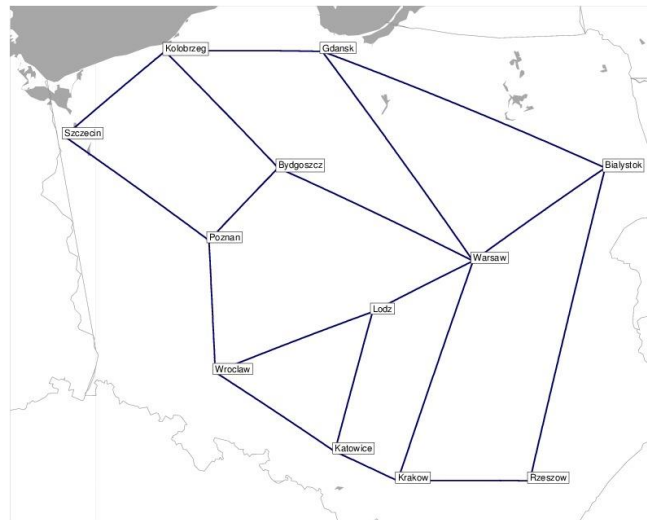 Kolobrzeg
Gdansk
Szczecin
Bydgoszcz
Bialystok
Poznan
Warsaw
Lodz
Wroclaw
Katowice
Krakow
Rzeszow